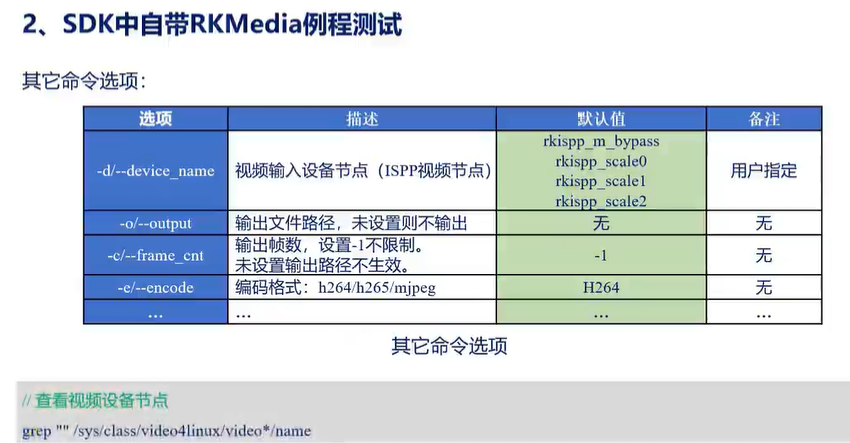 2、SDK中自带RKMedia例程测试
其它命令选项：
选项 描述 默认值 备注
-d/--device_name 视频输入设备节点（ISPP视频节点） rkispp_m_bypass 用户指定
rkispp_scale0
rkispp_scale1
rkispp_scale2
-o/--output 输出文件路径，未设置则不输出 无 无
-c/--frame_cnt 输出帧数，设置-1不限制。 -1 无
未设置输出路径不生效。
-e/--encode 编码格式：h264/h265/mjpeg H264 无
... ... ... ...
其它命令选项
// 查看视频设备节点
grep "" /sys/class/video4linux/video*/name